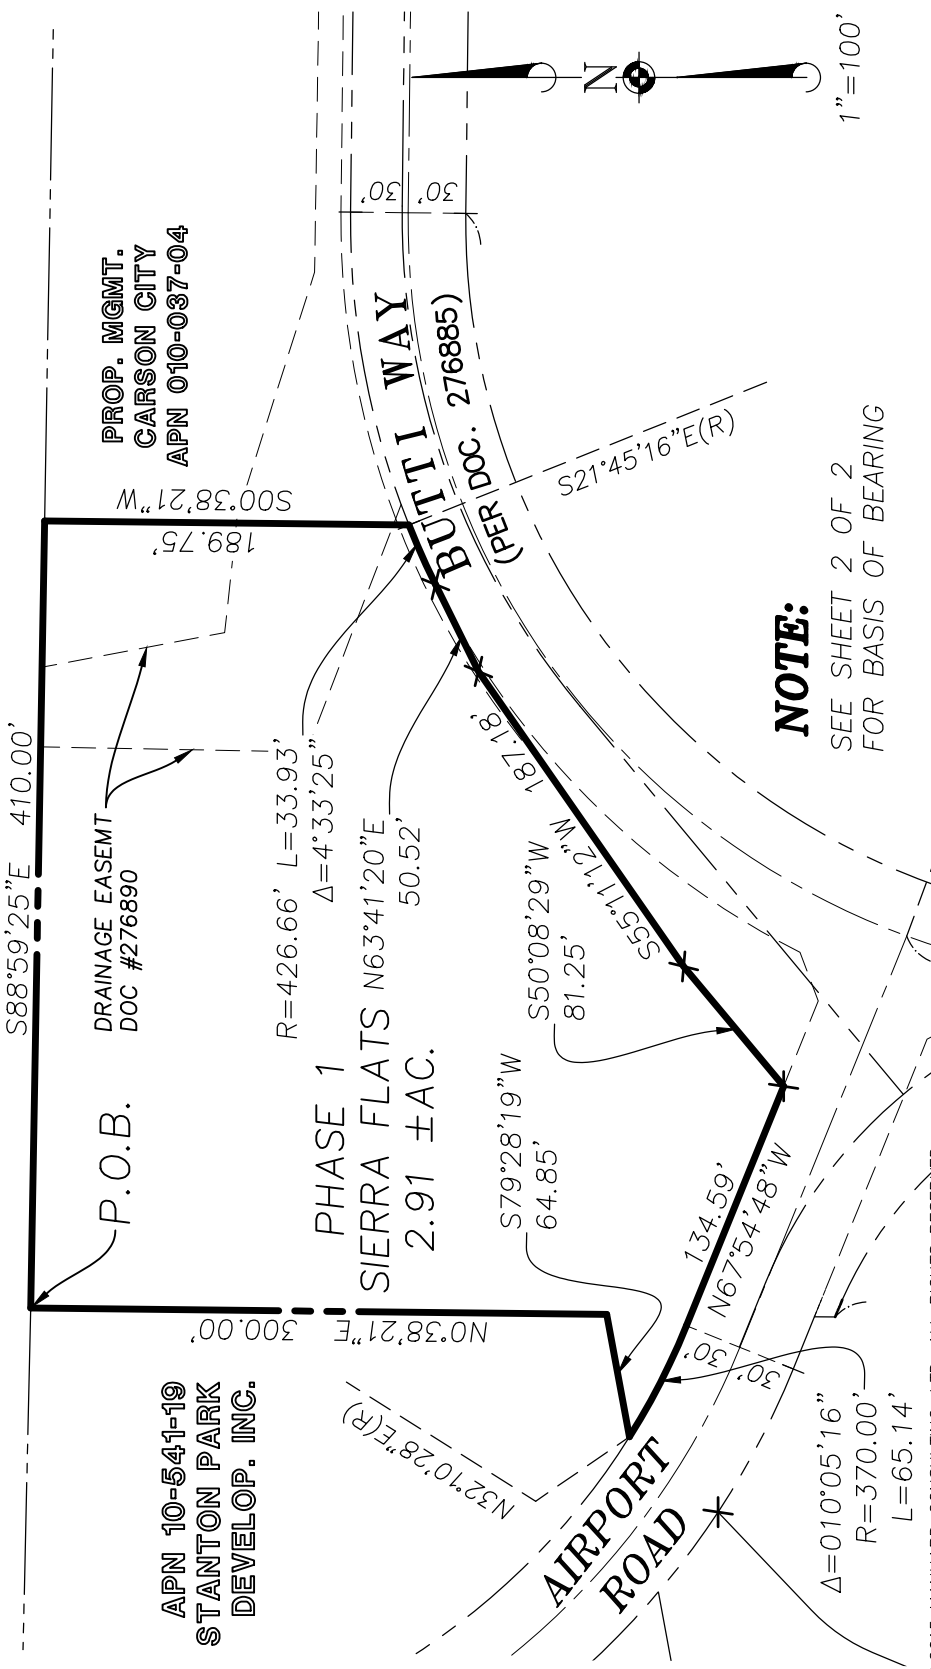 S88°59'25"E 410.00'
PROP. MGMT.
CARSON CITY
APN 010-037-04
S00°38'21"W
189.75'
DRAINAGE EASEMT
DOC #276890
P.O.B.
R=426.66' L=33.93'
Δ=4°33'25"
N63°41'20"E
50.52'
PHASE 1
SIERRA FLATS
2.91 ±AC.
300.00'
N0°38'21"E
APN 10-541-19
STANTON PARK
DEVELOP. INC.
N32°10'28"E(R)
S79°28'19"W
64.85'
S50°08'29"W
81.25'
187.18'
S55°11'12"W
134.59'
N67°54'48"W
30'
30'
AIRPORT
ROAD
Δ=010°05'16"
R=370.00'
L=65.14'
BUTTI WAY
(PER DOC. 276885)
S21°45'16"E(R)
30'
30'
N
1"=100'
NOTE:
SEE SHEET 2 OF 2
FOR BASIS OF BEARING